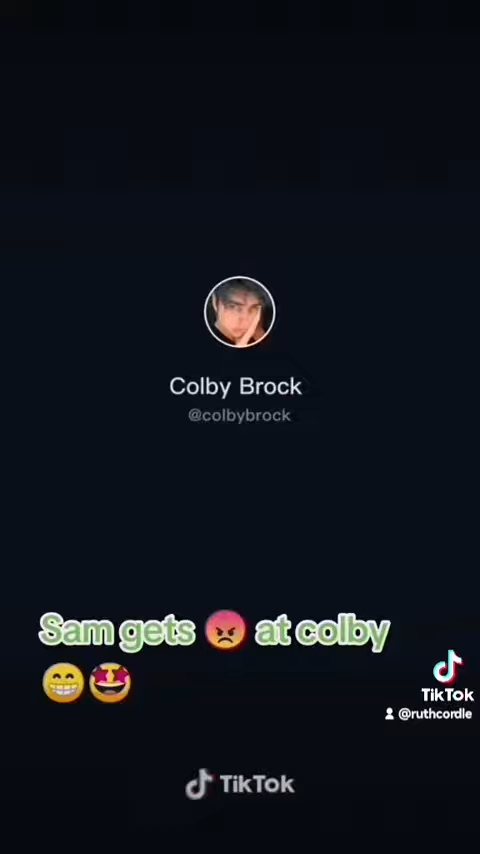 Colby Brock
@colbybrock
Sam gets 😡 at colby
😁🤩
TikTok
@ruthcordle
TikTok